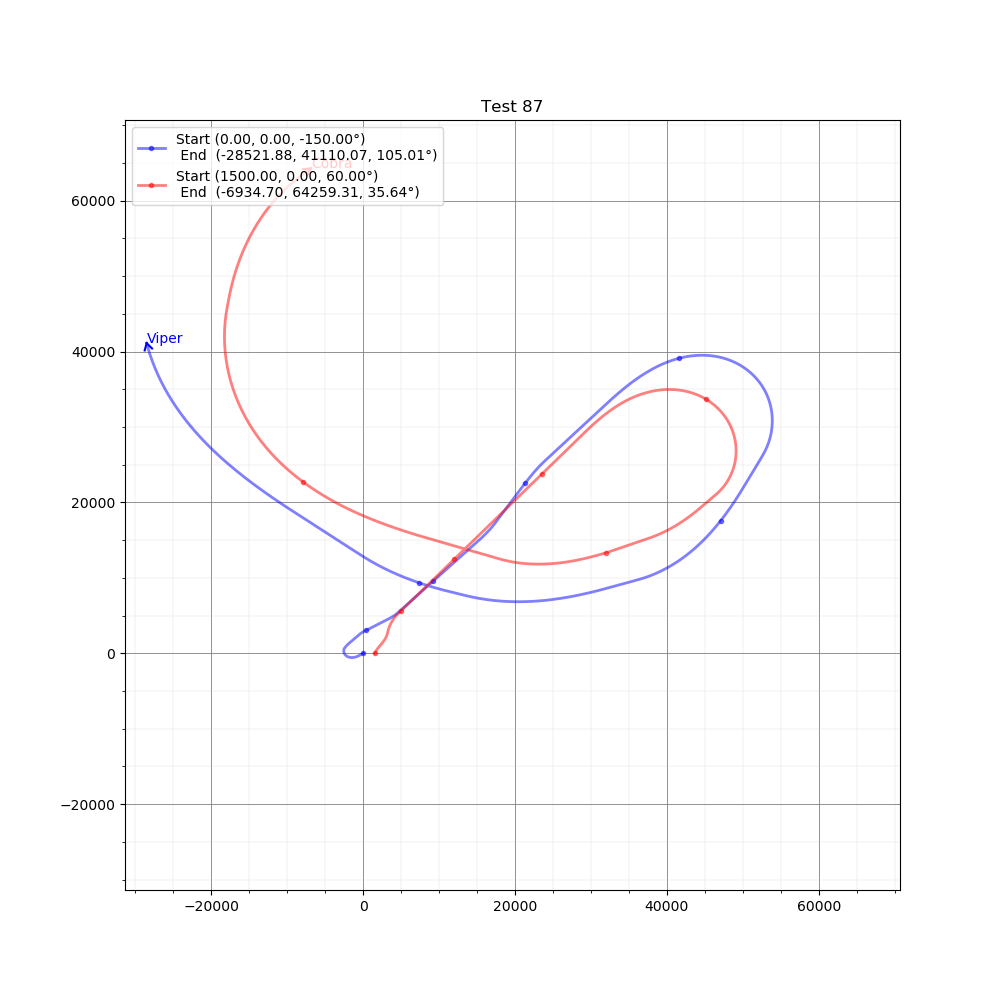 Test 87
Start (0.00, 0.00, -150.00°)
End (-28521.88, 41110.07, 105.01°)
Start (1500.00, 0.00, 60.00°)
End (-6934.70, 64259.31, 35.64°)
Cobra
Viper
60000
40000
20000
0
−20000
−20000
0
20000
40000
60000